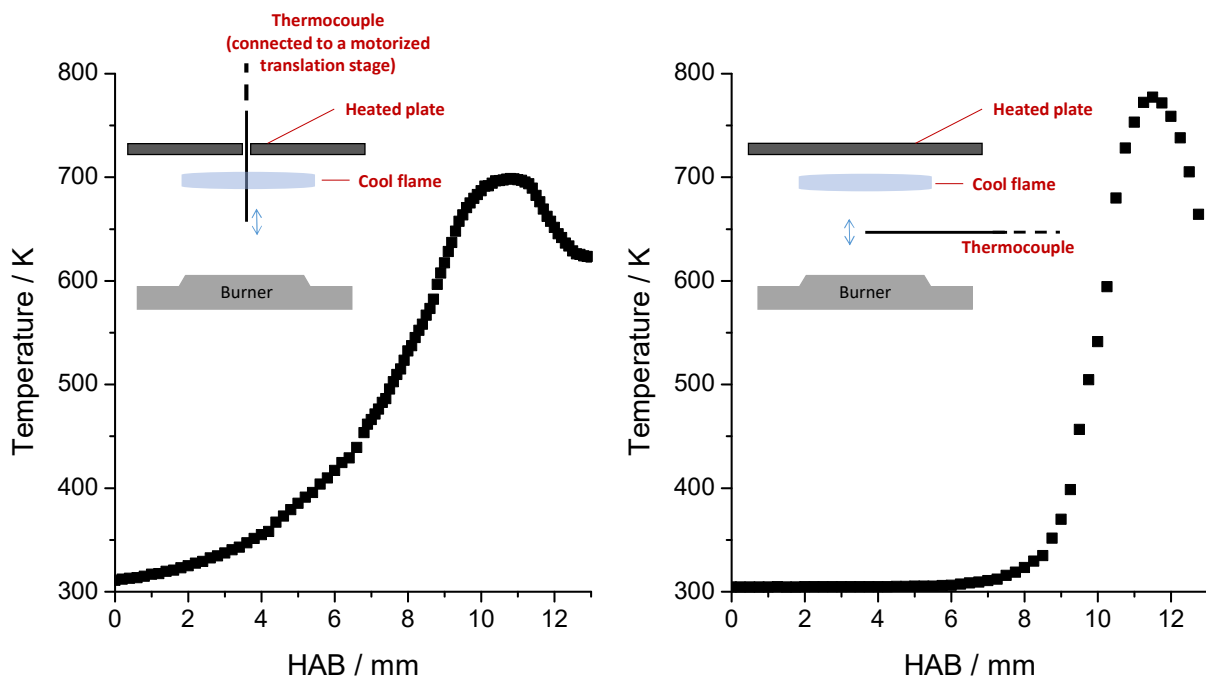 Thermocouple
(connected to a motorized
translation stage)
Heated plate
Cool flame
Burner
800
700
600
500
400
300
0 2 4 6 8 10 12
Temperature / K
HAB / mm
Heated plate
Cool flame
Thermocouple
Burner
800
700
600
500
400
300
0 2 4 6 8 10 12
Temperature / K
HAB / mm